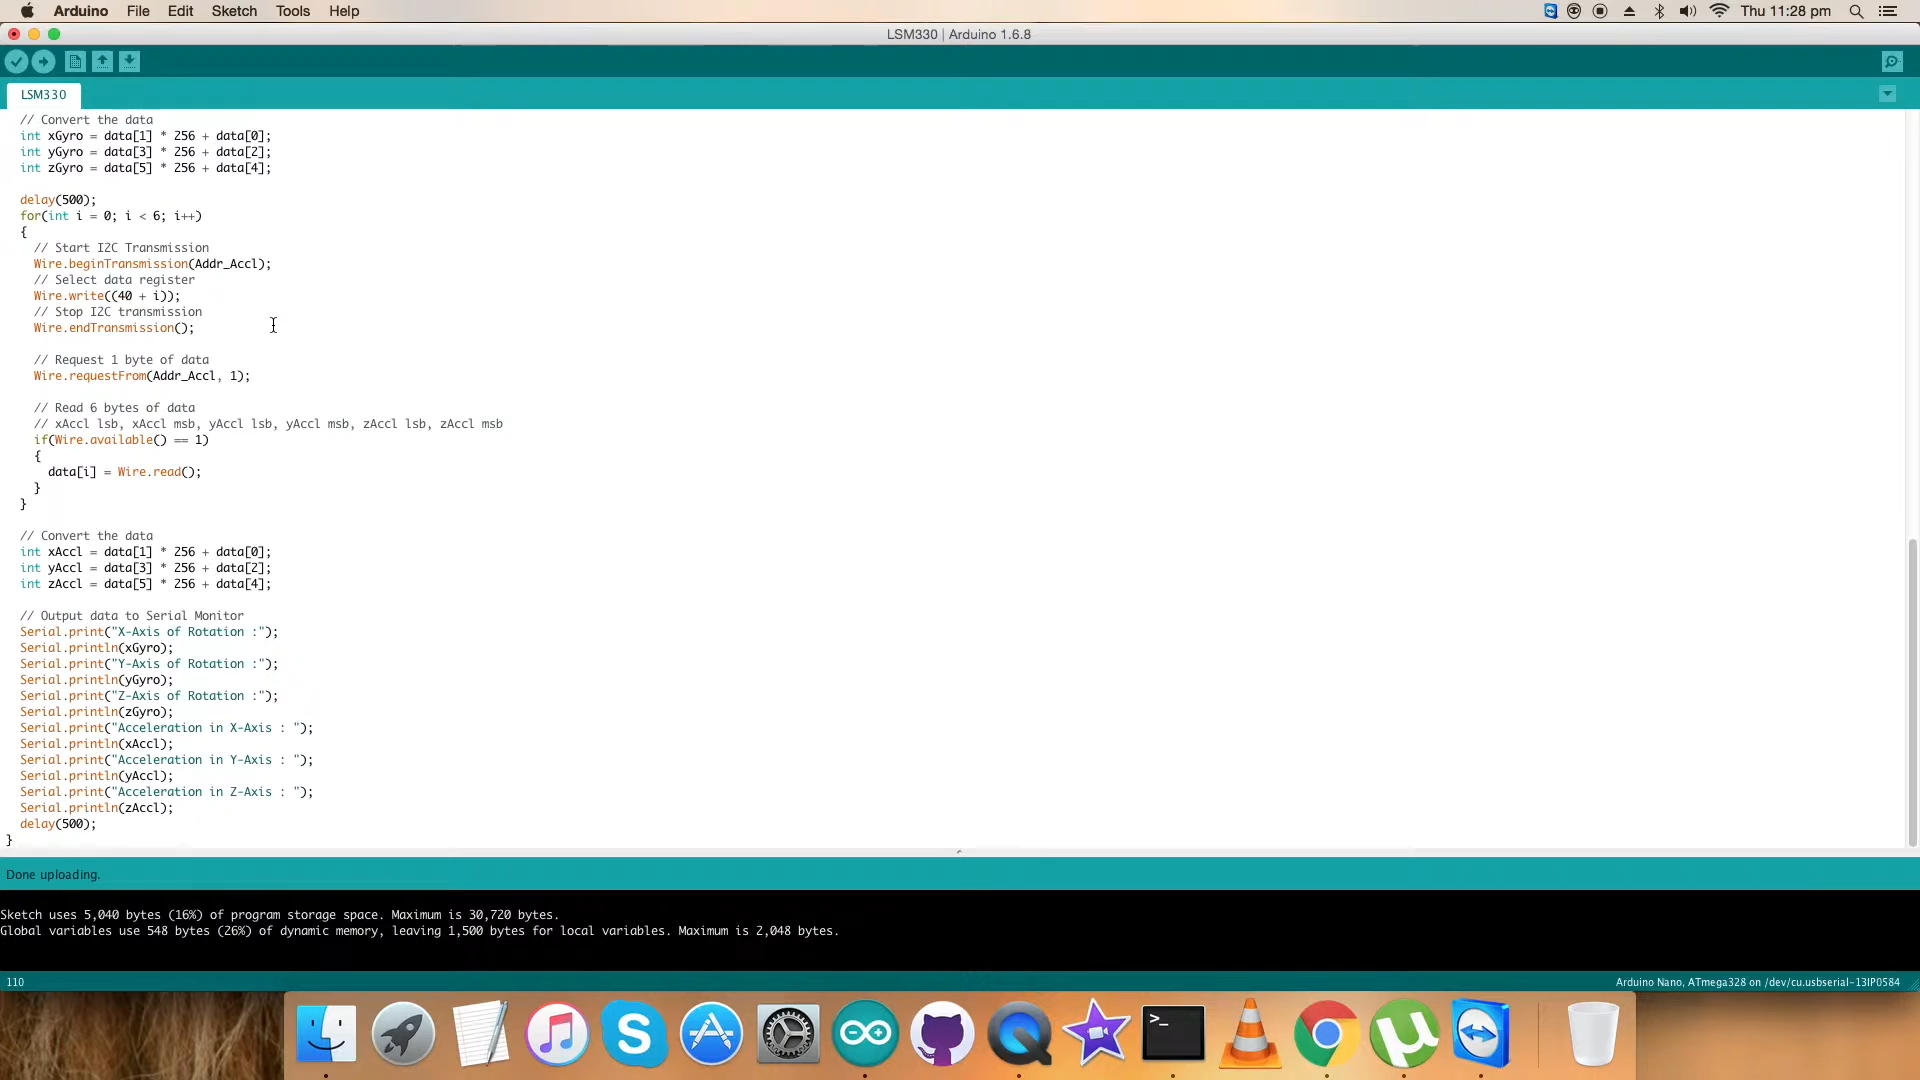 Arduino File Edit Sketch Tools Help Thu 11:28 pm
LSM330 | Arduino 1.6.8
LSM330
// Convert the data
int xGyro = data[1] * 256 + data[0];
int yGyro = data[3] * 256 + data[2];
int zGyro = data[5] * 256 + data[4];
delay(500);
for(int i = 0; i < 6; i++)
{
// Start I2C Transmission
Wire.beginTransmission(Addr_Accl);
// Select data register
Wire.write((40 + i));
// Stop I2C transmission
Wire.endTransmission();
// Request 1 byte of data
Wire.requestFrom(Addr_Accl, 1);
// Read 6 bytes of data
// xAccl lsb, xAccl msb, yAccl lsb, yAccl msb, zAccl lsb, zAccl msb
if(Wire.available() == 1)
{
data[i] = Wire.read();
}
}
// Convert the data
int xAccl = data[1] * 256 + data[0];
int yAccl = data[3] * 256 + data[2];
int zAccl = data[5] * 256 + data[4];
// Output data to Serial Monitor
Serial.print("X-Axis of Rotation :");
Serial.println(xGyro);
Serial.print("Y-Axis of Rotation :");
Serial.println(yGyro);
Serial.print("Z-Axis of Rotation :");
Serial.println(zGyro);
Serial.print("Acceleration in X-Axis : ");
Serial.println(xAccl);
Serial.print("Acceleration in Y-Axis : ");
Serial.println(yAccl);
Serial.print("Acceleration in Z-Axis : ");
Serial.println(zAccl);
delay(500);
}
Done uploading.
Sketch uses 5,040 bytes (16%) of program storage space. Maximum is 30,720 bytes.
Global variables use 548 bytes (26%) of dynamic memory, leaving 1,500 bytes for local variables. Maximum is 2,048 bytes.
110 Arduino Nano, ATmega328 on /dev/cu.usbserial-13IP0584